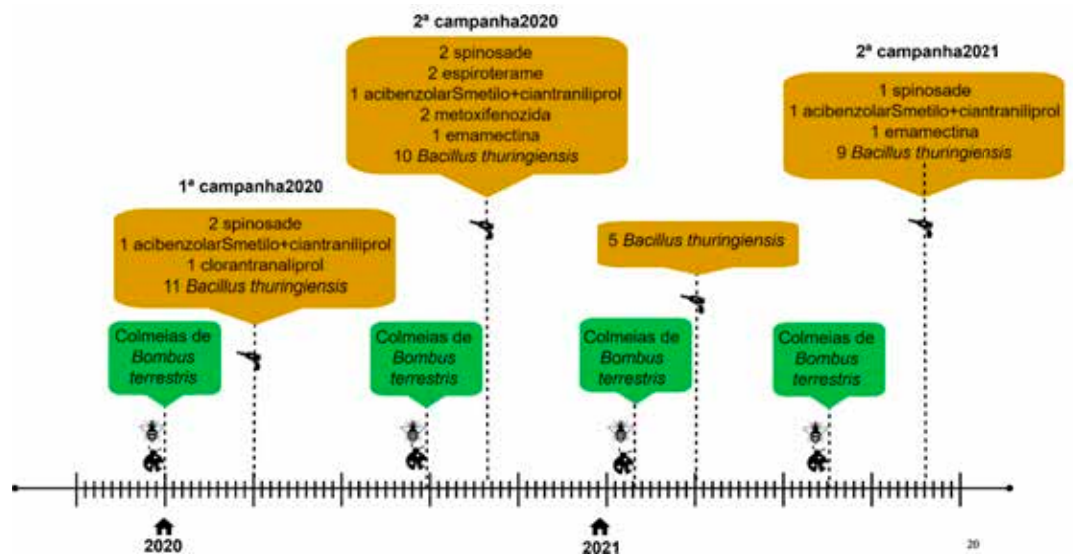 2ª campanha2020
2 spinosade
2 espiroterame
1 acibenzolarSmetilo+ciantraniliprol
2 metoxifenozida
1 emamectina
10 Bacillus thuringiensis
2ª campanha2021
1 spinosade
1 acibenzolarSmetilo+ciantraniliprol
1 emamectina
9 Bacillus thuringiensis
1ª campanha2020
2 spinosade
1 acibenzolarSmetilo+ciantraniliprol
1 clorantranaliprol
11 Bacillus thuringiensis
5 Bacillus thuringiensis
Colmeias de
Bombus
terrestris
Colmeias de
Bombus
terrestris
Colmeias de
Bombus
terrestris
Colmeias de
Bombus
terrestris
2020
2021
20